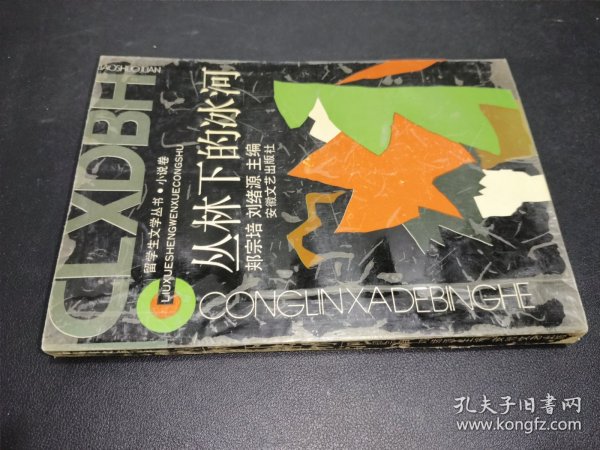 XIAOSHUOJUAN
CLXDBH
留学生文学丛书·小说卷
LIUXUESHENGWENXUECONGSHU
丛林下的冰河
郏宗培 刘绪源 主编
安徽文艺出版社
CONGLINXIADEBINGHE
孔夫子旧书网
www.kongfz.com